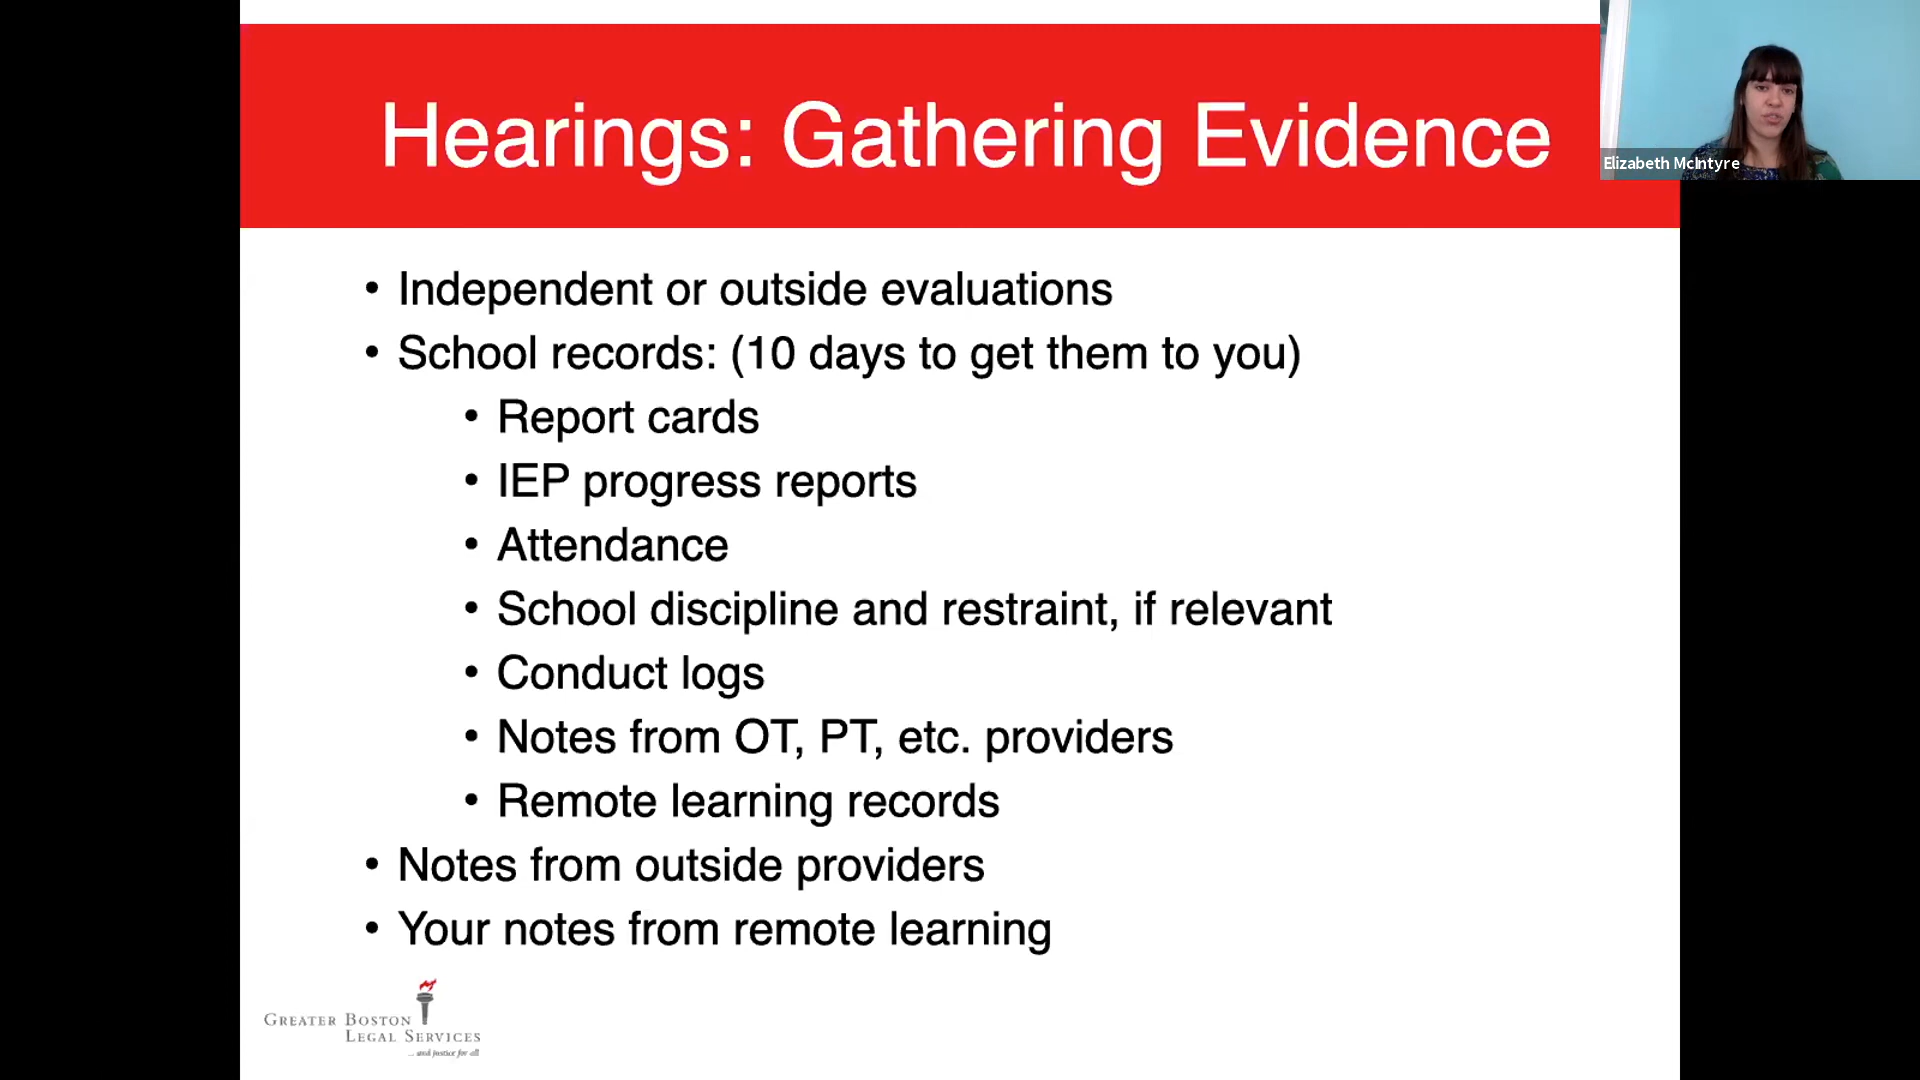 Hearings: Gathering Evidence
Elizabeth McIntyre
• Independent or outside evaluations
• School records: (10 days to get them to you)
• Report cards
• IEP progress reports
• Attendance
• School discipline and restraint, if relevant
• Conduct logs
• Notes from OT, PT, etc. providers
• Remote learning records
• Notes from outside providers
• Your notes from remote learning
GREATER BOSTON
LEGAL SERVICES
... and justice for all